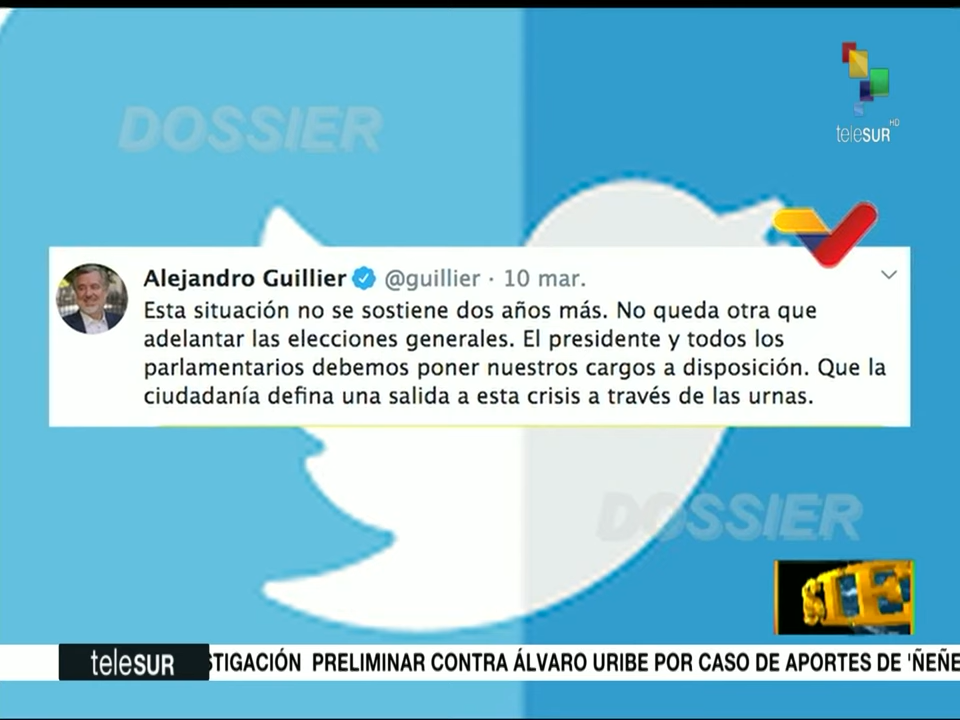 DOSSIER
teleSUR HD
Alejandro Guillier @guillier · 10 mar.
Esta situación no se sostiene dos años más. No queda otra que
adelantar las elecciones generales. El presidente y todos los
parlamentarios debemos poner nuestros cargos a disposición. Que la
ciudadanía defina una salida a esta crisis a través de las urnas.
DOSSIER
teleSUR
STIGACIÓN PRELIMINAR CONTRA ÁLVARO URIBE POR CASO DE APORTES DE 'ÑEÑE